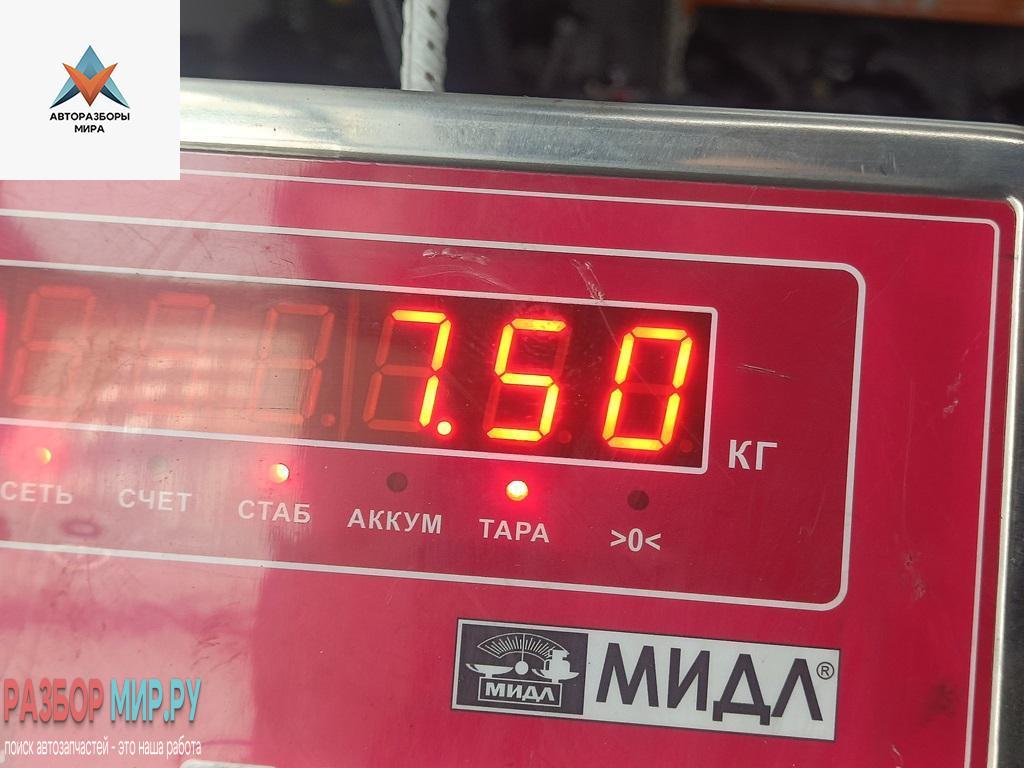 АВТОРАЗБОРЫ
МИРА
7.50
КГ
СЕТЬ СЧЕТ СТАБ АККУМ ТАРА >0<
МИДЛ МИДЛ®
РАЗБОР МИР.РУ
поиск автозапчастей - это наша работа